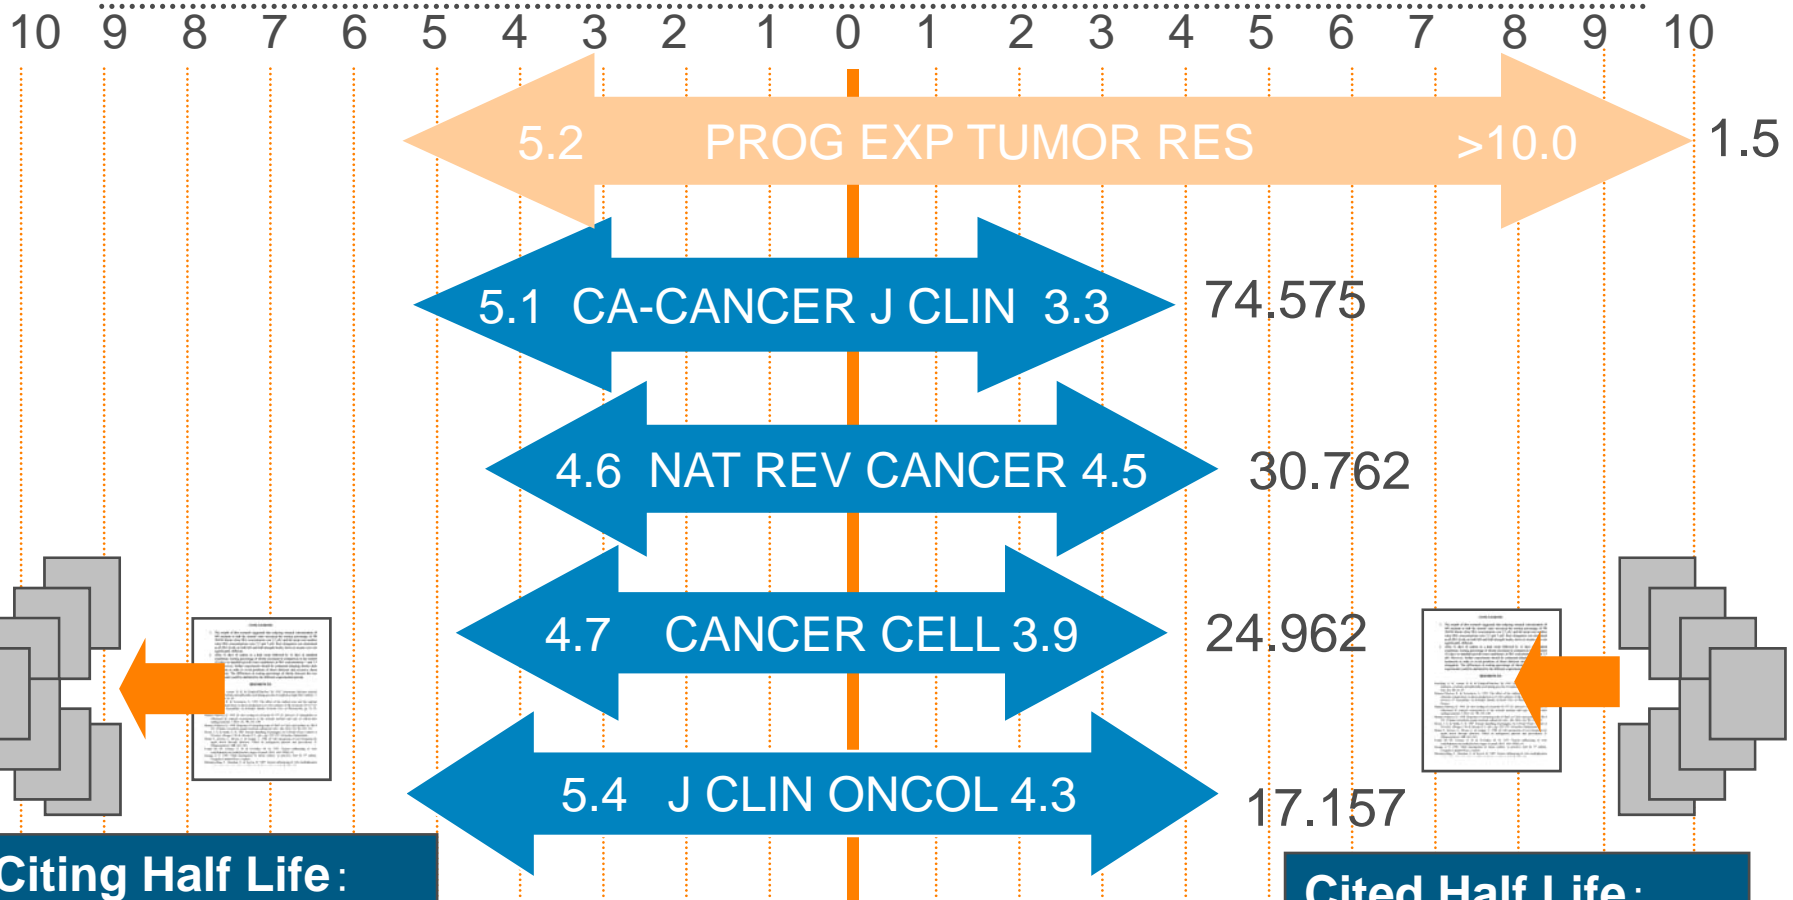 10 9 8 7 6 5 4 3 2 1 0 1 2 3 4 5 6 7 8 9 10
5.2 PROG EXP TUMOR RES >10.0 1.5
5.1 CA-CANCER J CLIN 3.3 74.575
4.6 NAT REV CANCER 4.5 30.762
4.7 CANCER CELL 3.9 24.962
5.4 J CLIN ONCOL 4.3 17.157
Citing Half Life:
Cited Half Life: